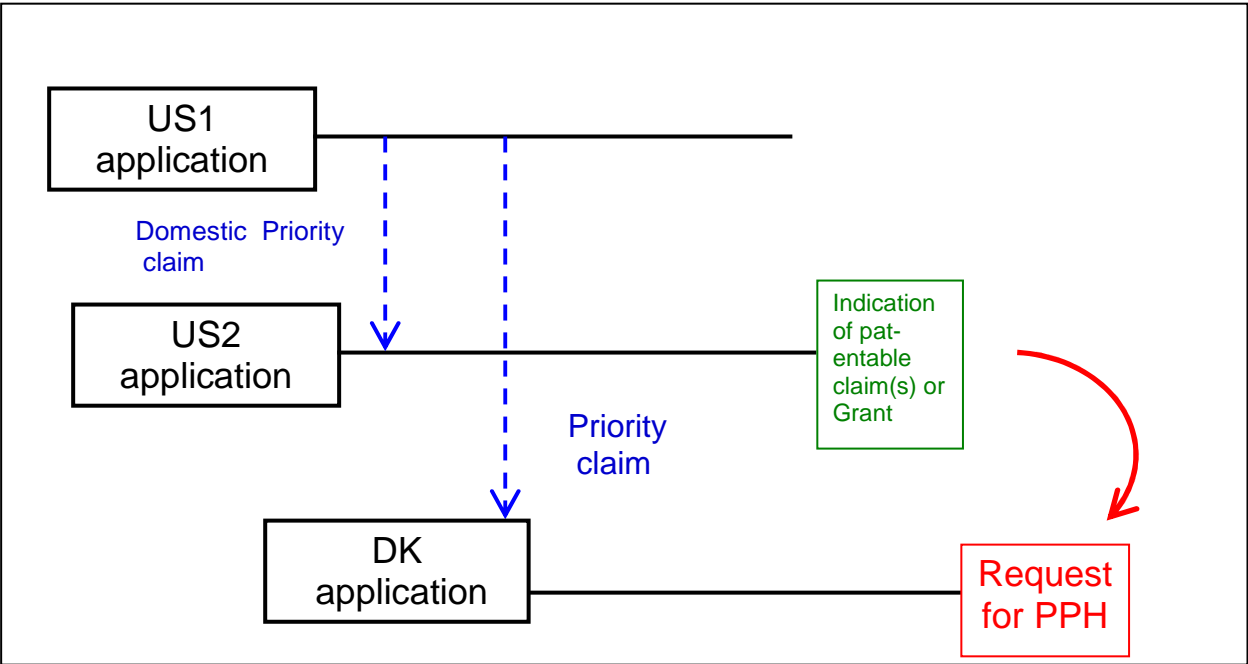 US1
application
Domestic Priority
claim
US2
application
Indication
of pat-
entable
claim(s) or
Grant
Priority
claim
DK
application
Request
for PPH